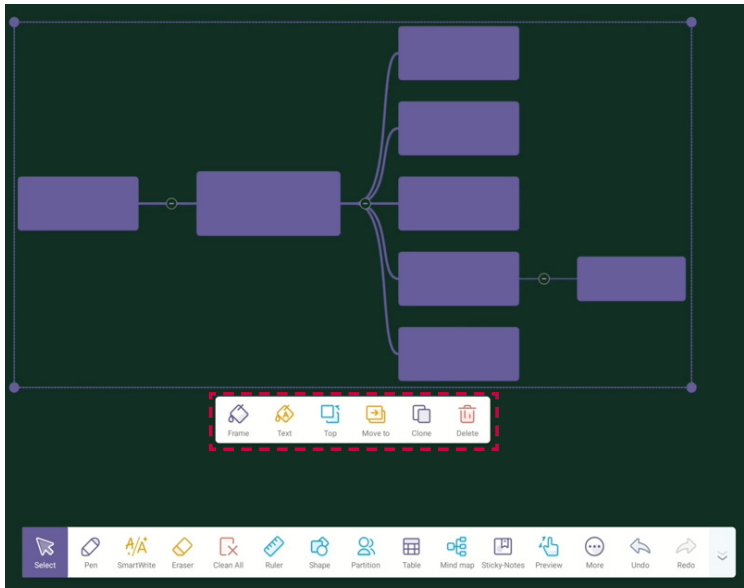 Frame Text Top Move to Clone Delete
Select Pen SmartWrite Eraser Clean All Ruler Shape Partition Table Mind map Sticky-Notes Preview More Undo Redo